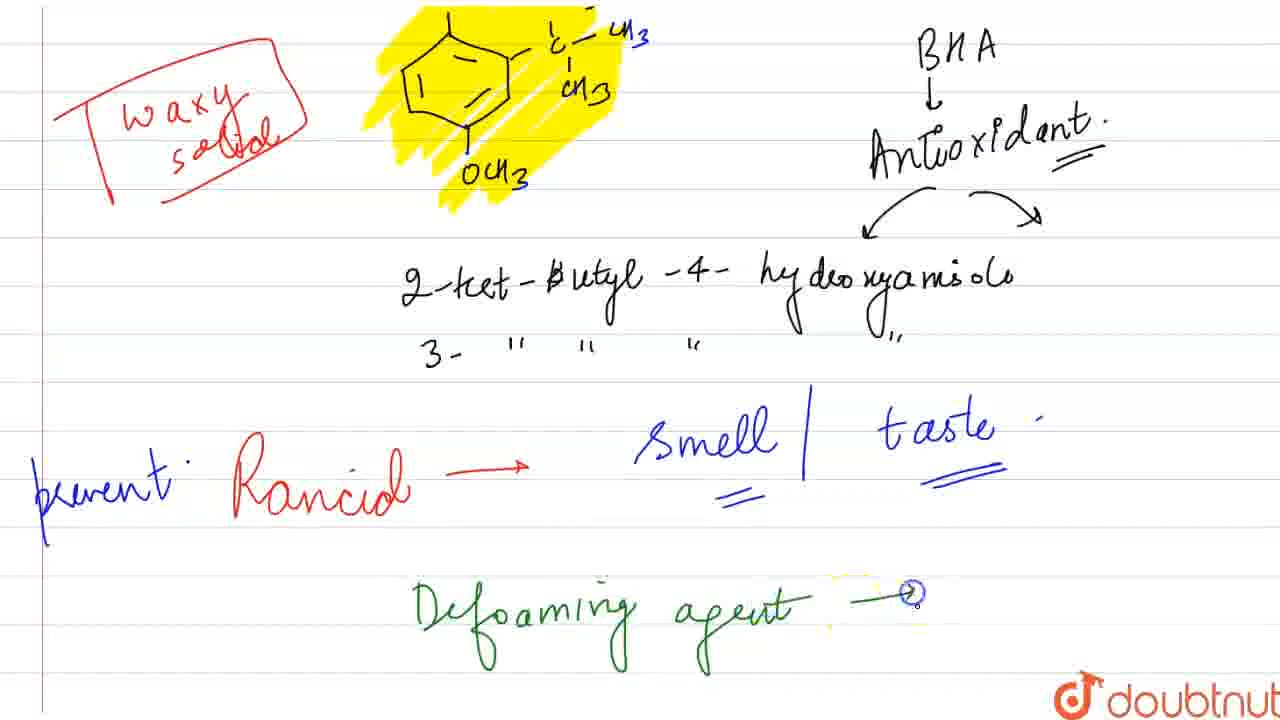 CH3
C
CH3
OCH3
waxy
solid
BHA
Antioxidant.
2-tert-Butyl-4-hydroxyanisole
3- " " " "
smell | taste.
prevent. Rancid →
Defoaming agent →
doubtnut